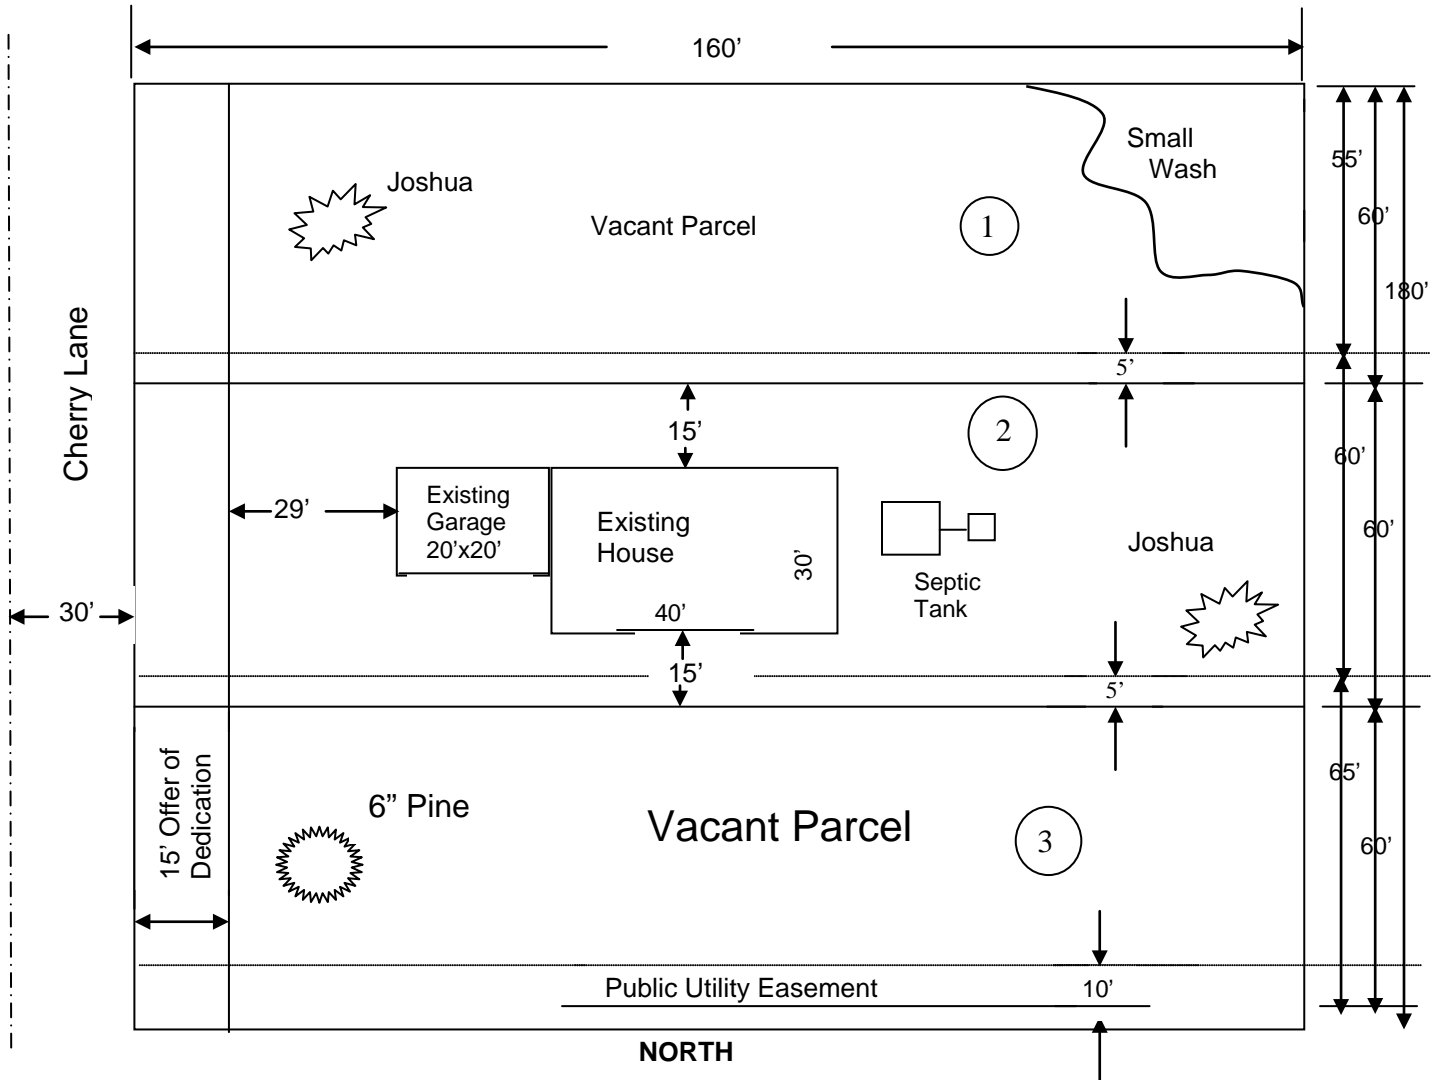 160’
Small
Wash
55’
Joshua
60’
Vacant Parcel
1
180’
Cherry Lane
5’
15’
2
60’
29’
Existing
Garage
20’x20’
Existing
House
30’
60’
Joshua
Septic
Tank
30’
40’
15’
5’
15’ Offer of
Dedication
65’
6” Pine
Vacant Parcel
3
60’
Public Utility Easement
10’
NORTH